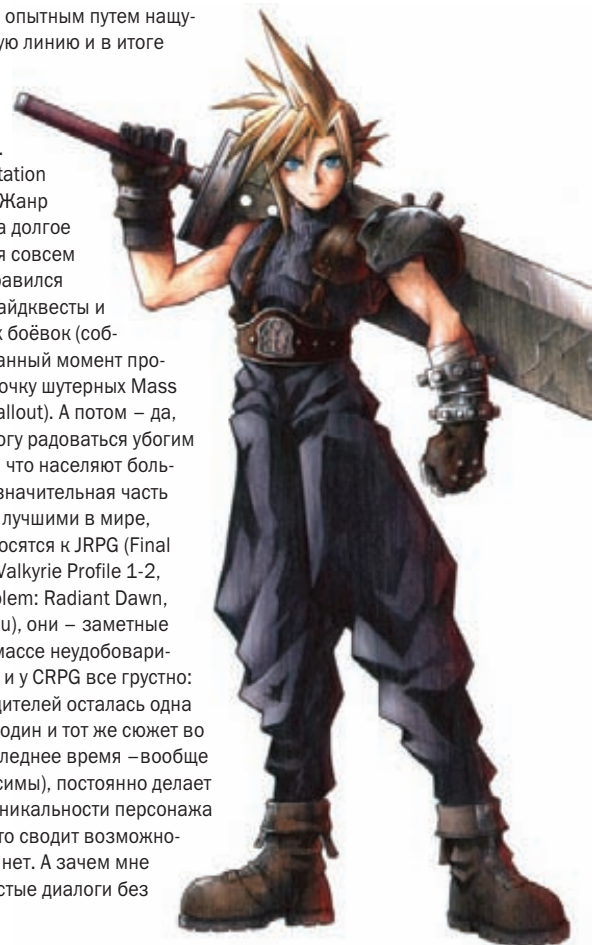 опытным путем нащу-
ую линию и в итоге
.
tation
Жанр
а долгое
я совсем
равился
айдквесты и
х боёвок (соб-
анный момент про-
очку шутерных Mass
allout). А потом – да,
огу радоваться убогим
что населяют боль-
значительная часть
лучшими в мире,
осятся к JRPG (Final
Valkyrie Profile 1-2,
blem: Radiant Dawn,
u), они – заметные
массе неудобовари-
и у CRPG все грустно:
дителей осталась одна
один и тот же сюжет во
следнее время –вообще
симы), постоянно делает
никальности персонажа
то сводит возможно-
нет. А зачем мне
стые диалоги без